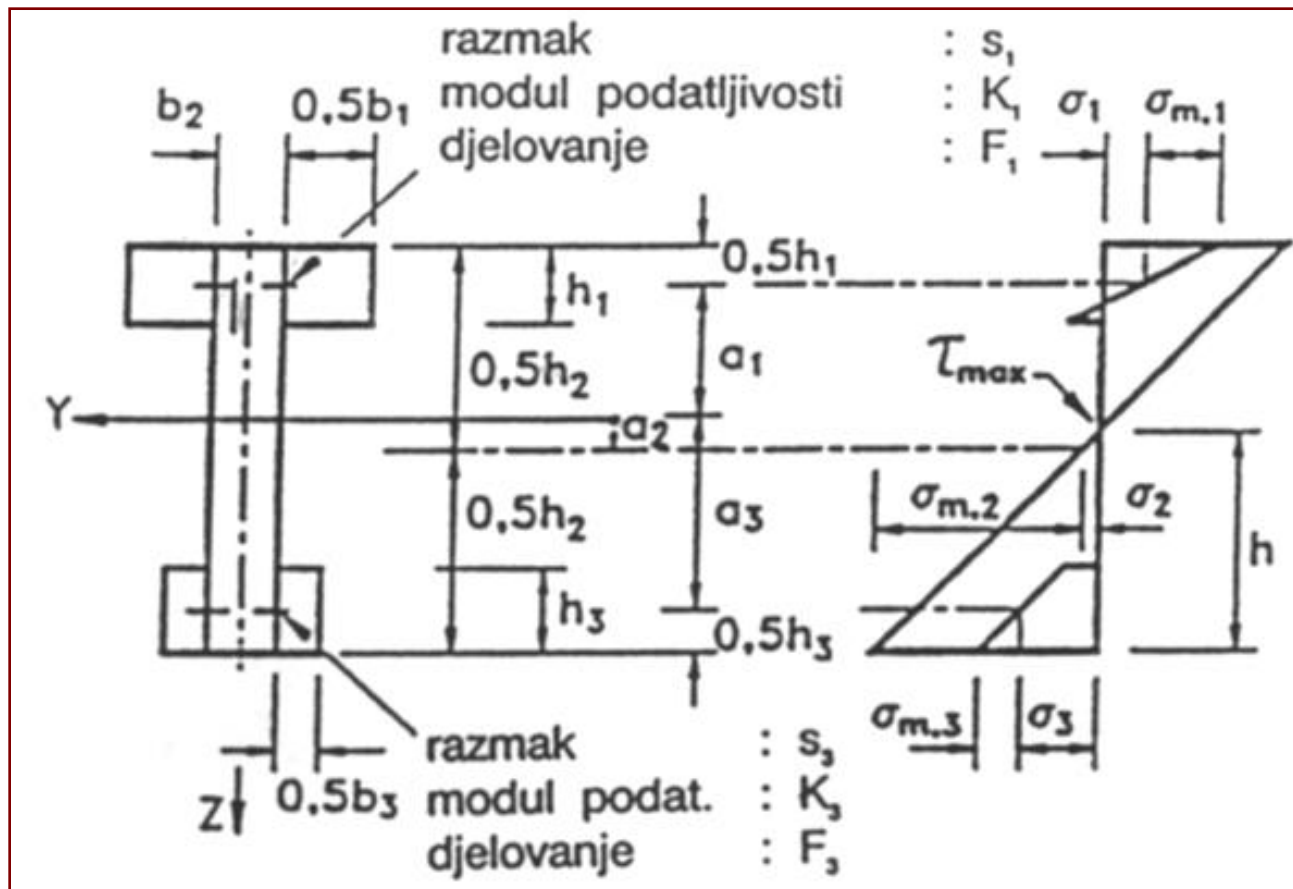 razmak : s₁
modul podatljivosti : K₁
djelovanje : F₁
b₂ 0,5b₁
σ₁ σₘ.₁
0,5h₁
h₁
a₁
0,5h₂
τmax
Y
a₂
0,5h₂
a₃
σₘ.₂ σ₂
h
h₃
0,5h₃
σₘ.₃ σ₃
razmak : s₃
Z 0,5b₃ modul podat. : K₃
djelovanje : F₃